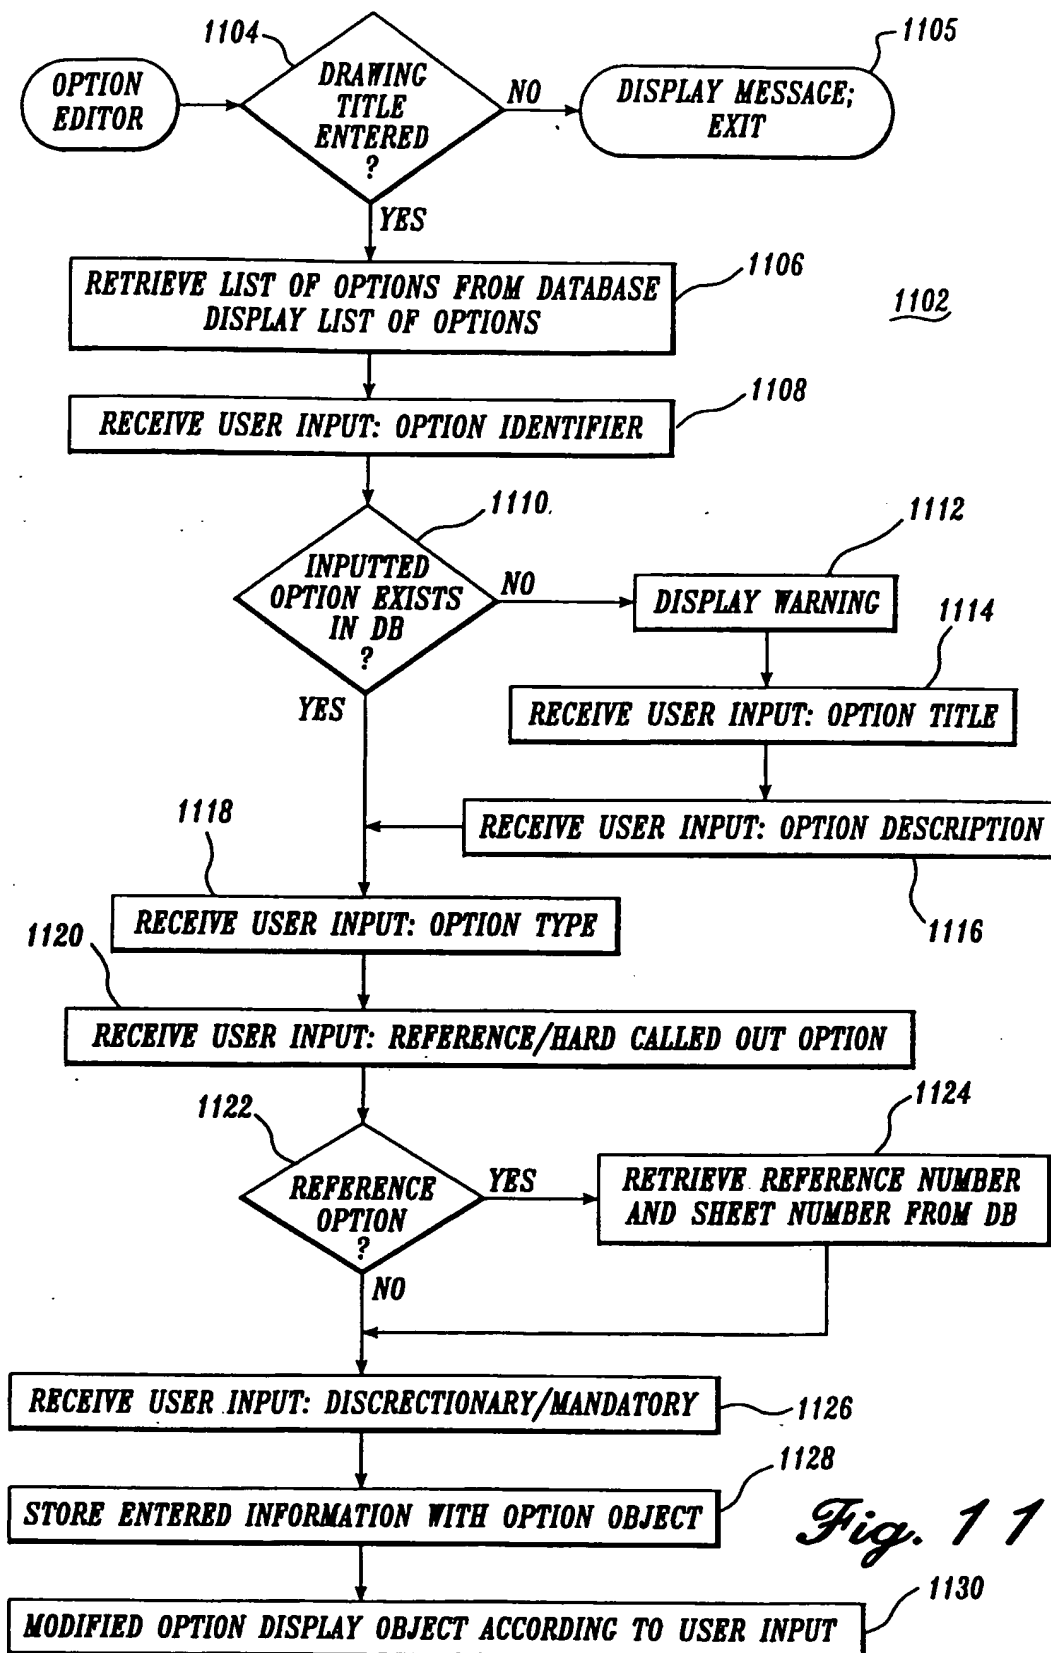 1104
1105
OPTION
EDITOR
DRAWING
TITLE
ENTERED
?
NO
DISPLAY MESSAGE;
EXIT
YES
RETRIEVE LIST OF OPTIONS FROM DATABASE
DISPLAY LIST OF OPTIONS
1106
1102
RECEIVE USER INPUT: OPTION IDENTIFIER
1108
1110
INPUTTED
OPTION EXISTS
IN DB
?
NO
1112
DISPLAY WARNING
1114
YES
RECEIVE USER INPUT: OPTION TITLE
RECEIVE USER INPUT: OPTION DESCRIPTION
1116
1118
RECEIVE USER INPUT: OPTION TYPE
1120
RECEIVE USER INPUT: REFERENCE/HARD CALLED OUT OPTION
1122
REFERENCE
OPTION
?
YES
1124
RETRIEVE REFERENCE NUMBER
AND SHEET NUMBER FROM DB
NO
RECEIVE USER INPUT: DISCRECTIONARY/MANDATORY
1126
1128
STORE ENTERED INFORMATION WITH OPTION OBJECT
Fig. 11
1130
MODIFIED OPTION DISPLAY OBJECT ACCORDING TO USER INPUT